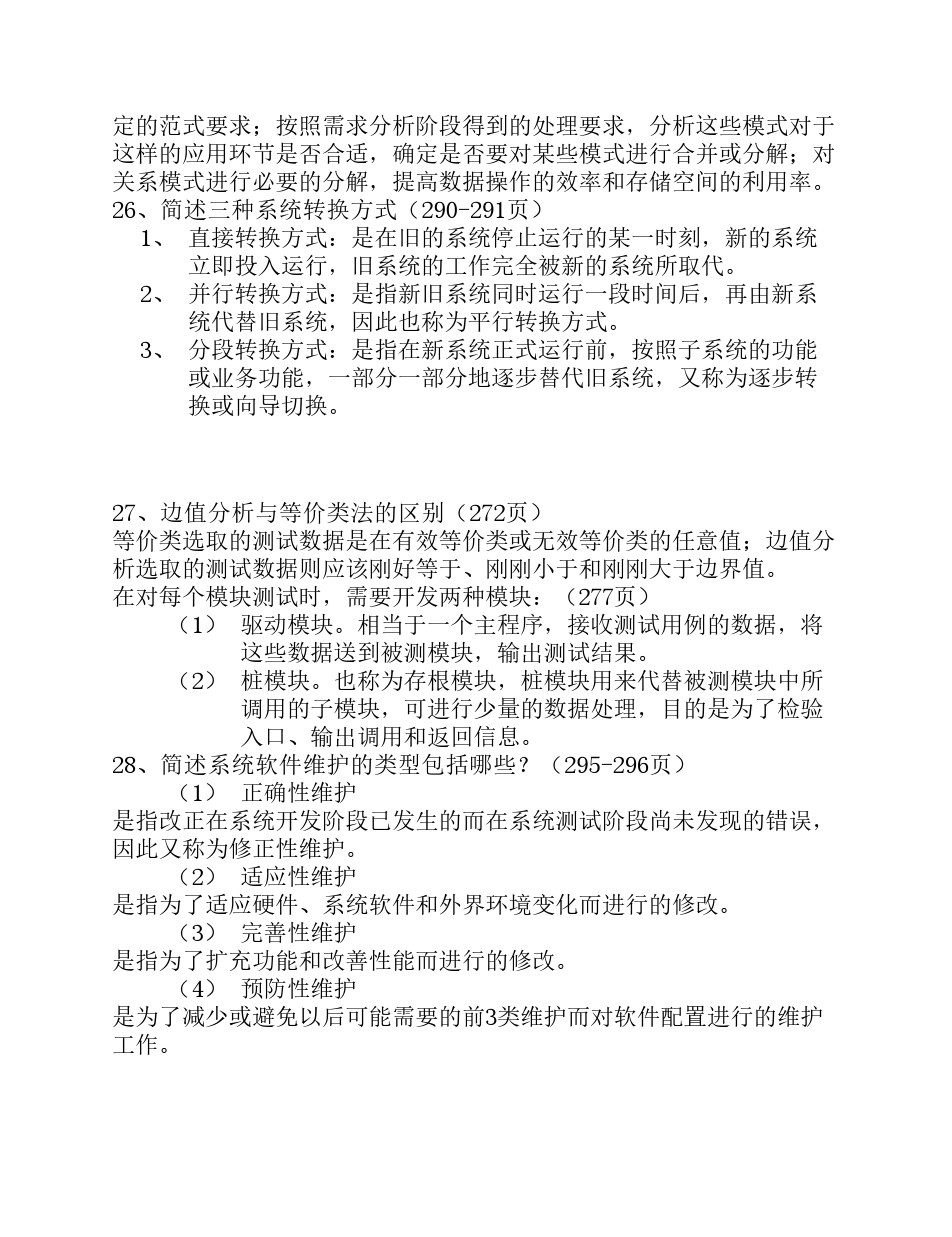 定的范式要求；按照需求分析阶段得到的处理要求，分析这些模式对于
这样的应用环节是否合适，确定是否要对某些模式进行合并或分解；对
关系模式进行必要的分解，提高数据操作的效率和存储空间的利用率。
26、简述三种系统转换方式（290-291页）
1、 直接转换方式：是在旧的系统停止运行的某一时刻，新的系统
立即投入运行，旧系统的工作完全被新的系统所取代。
2、 并行转换方式：是指新旧系统同时运行一段时间后，再由新系
统代替旧系统，因此也称为平行转换方式。
3、 分段转换方式：是指在新系统正式运行前，按照子系统的功能
或业务功能，一部分一部分地逐步替代旧系统，又称为逐步转
换或向导切换。
27、边值分析与等价类法的区别（272页）
等价类选取的测试数据是在有效等价类或无效等价类的任意值；边值分
析选取的测试数据则应该刚好等于、刚刚小于和刚刚大于边界值。
在对每个模块测试时，需要开发两种模块：（277页）
（1） 驱动模块。相当于一个主程序，接收测试用例的数据，将
这些数据送到被测模块，输出测试结果。
（2） 桩模块。也称为存根模块，桩模块用来代替被测模块中所
调用的子模块，可进行少量的数据处理，目的是为了检验
入口、输出调用和返回信息。
28、简述系统软件维护的类型包括哪些？（295-296页）
（1） 正确性维护
是指改正在系统开发阶段已发生的而在系统测试阶段尚未发现的错误，
因此又称为修正性维护。
（2） 适应性维护
是指为了适应硬件、系统软件和外界环境变化而进行的修改。
（3） 完善性维护
是指为了扩充功能和改善性能而进行的修改。
（4） 预防性维护
是为了减少或避免以后可能需要的前3类维护而对软件配置进行的维护
工作。